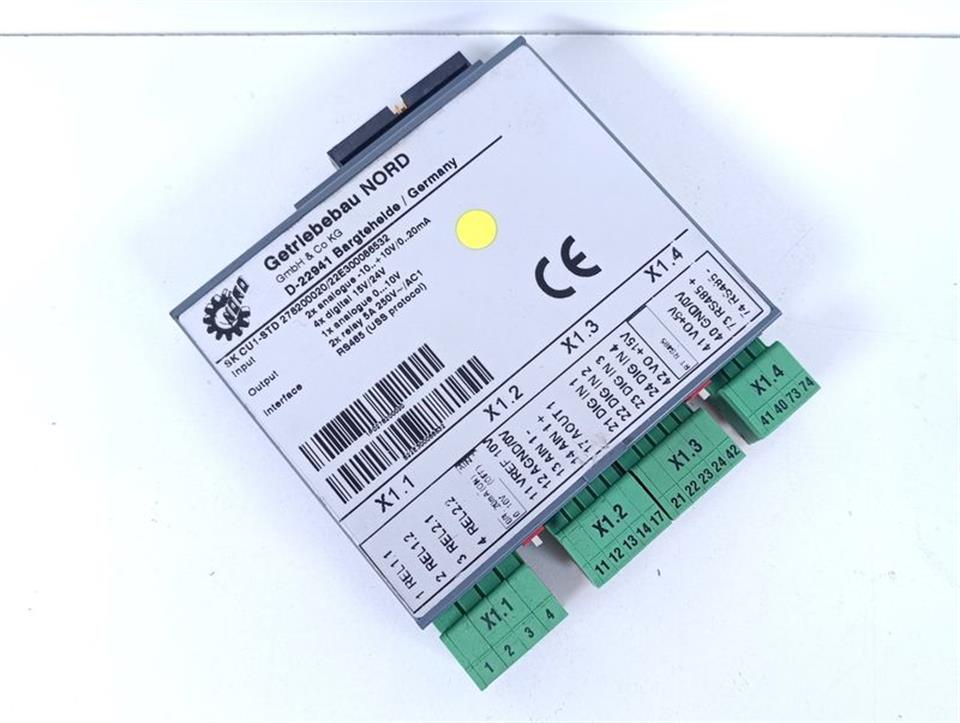 NORD
Getriebebau NORD
GmbH & Co KG
D-22941 Bargteheide / Germany
SK CU1-STD 278200020/22E300086532
Input 2x analogue -10..+10V/0..20mA
4x digital 15V/24V
Output 1x analogue 0...10V
2x relay 5A 250V~/AC1
Interface RS485 (USS protocol)
CE
X1.1 X1.2 X1.3 X1.4
1 REL1.1
2 REL1.2
3 REL2.1
4 REL2.2
11 VREF 10V
12 AGND/0V
13 AIN 1 -
14 AIN 1 +
17 AOUT 1
21 DIG IN 1
22 DIG IN 2
23 DIG IN 3
24 DIG IN 4
42 VO +15V
RS485
41 VO+5V
40 GND/0V
73 RS485 +
74 RS485 -
X1.1
1 2 3 4
X1.2
11 12 13 14 17
X1.3
21 22 23 24 42
X1.4
41 40 73 74